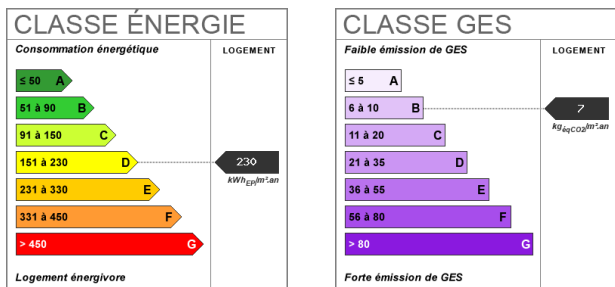 CLASSE ÉNERGIE
Consommation énergétique
LOGEMENT
≤ 50 A
51 à 90 B
91 à 150 C
151 à 230 D
230
kWhEP/m².an
231 à 330 E
331 à 450 F
> 450 G
Logement énergivore
CLASSE GES
Faible émission de GES
LOGEMENT
≤ 5 A
6 à 10 B
7
kgéqCO2/m².an
11 à 20 C
21 à 35 D
36 à 55 E
56 à 80 F
> 80 G
Forte émission de GES